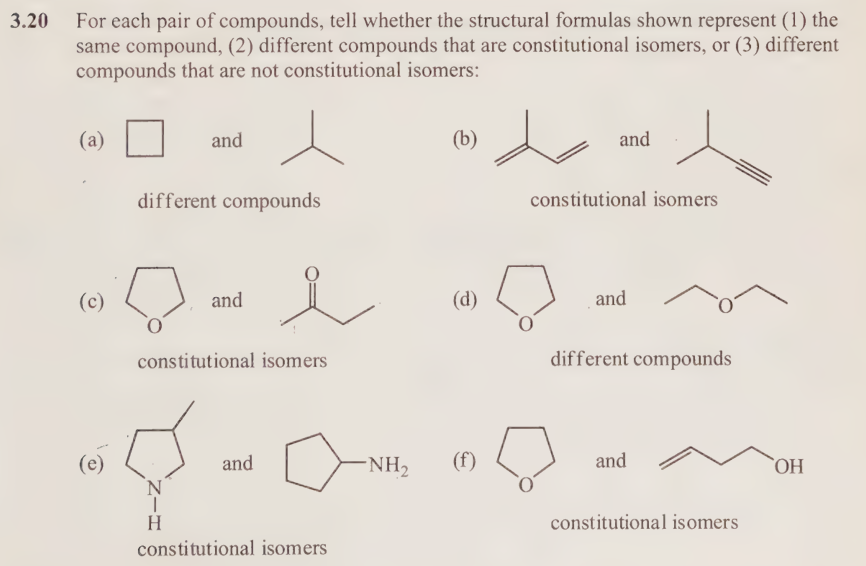 3.20 For each pair of compounds, tell whether the structural formulas shown represent (1) the
same compound, (2) different compounds that are constitutional isomers, or (3) different
compounds that are not constitutional isomers:
(a) and (b) and
different compounds constitutional isomers
(c) O and O (d) O and O
constitutional isomers different compounds
(e) N H and NH₂ (f) O and OH
constitutional isomers constitutional isomers